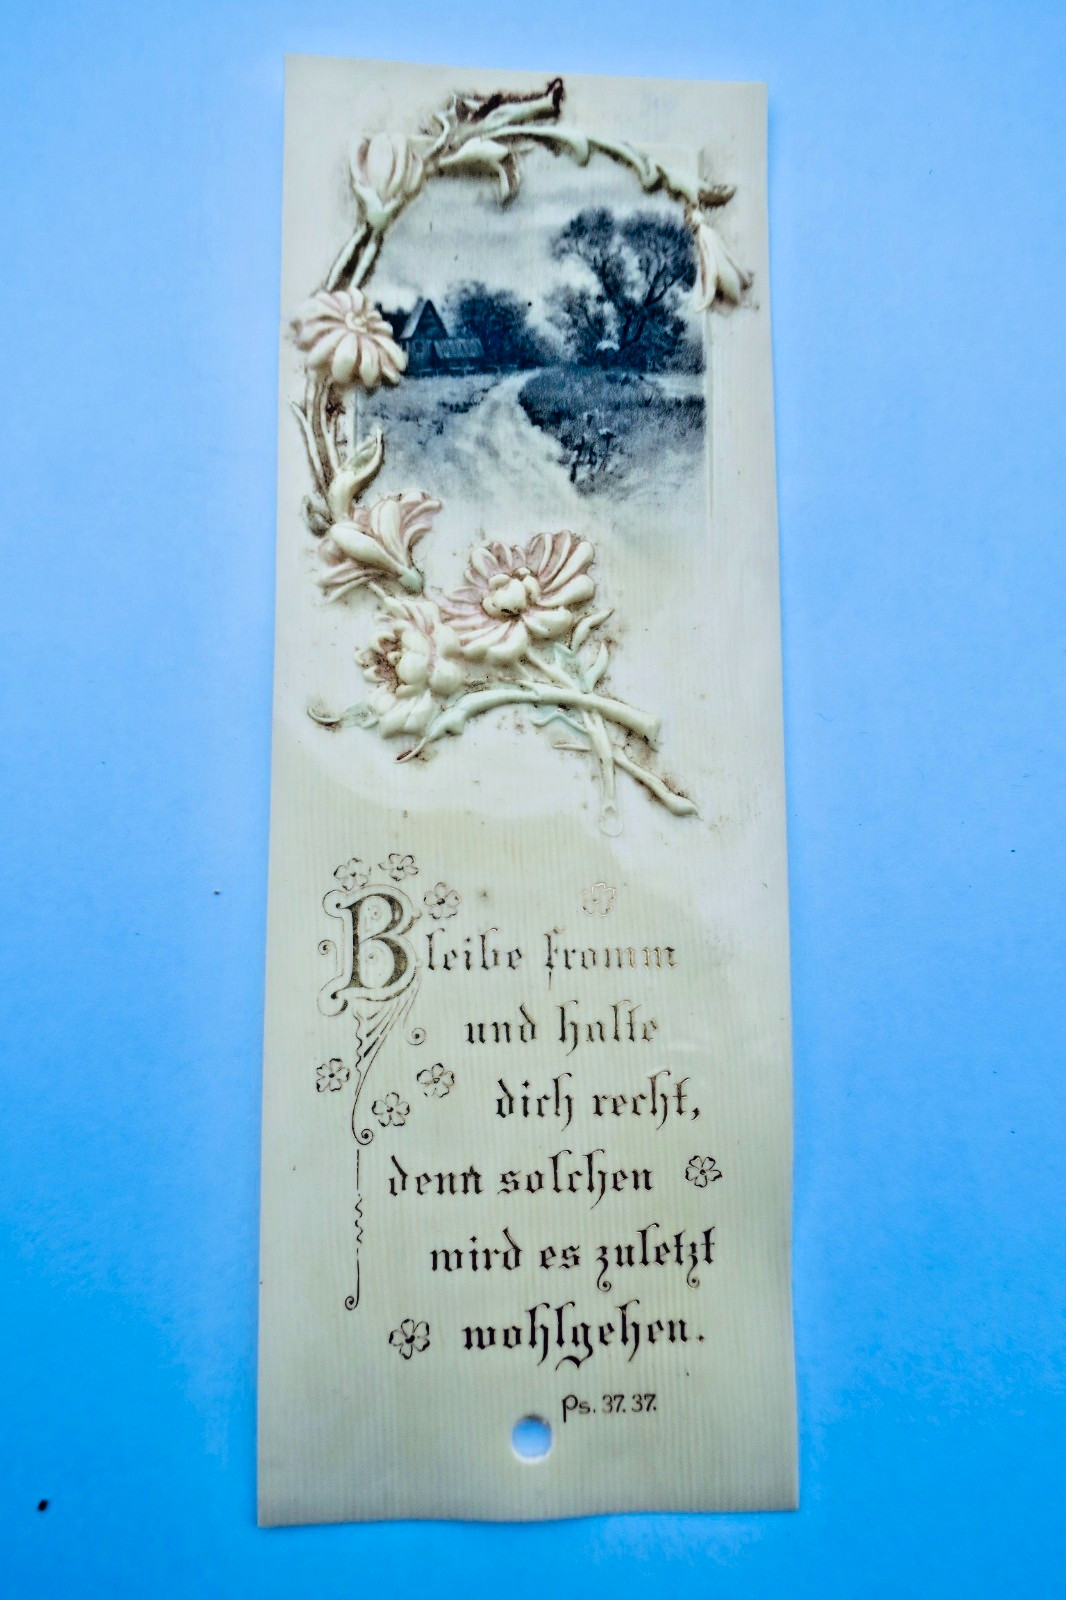 Bleibe fromm
und halte
dich recht,
denn solchen
wird es zuletzt
wohlgehen.
Ps. 37. 37.